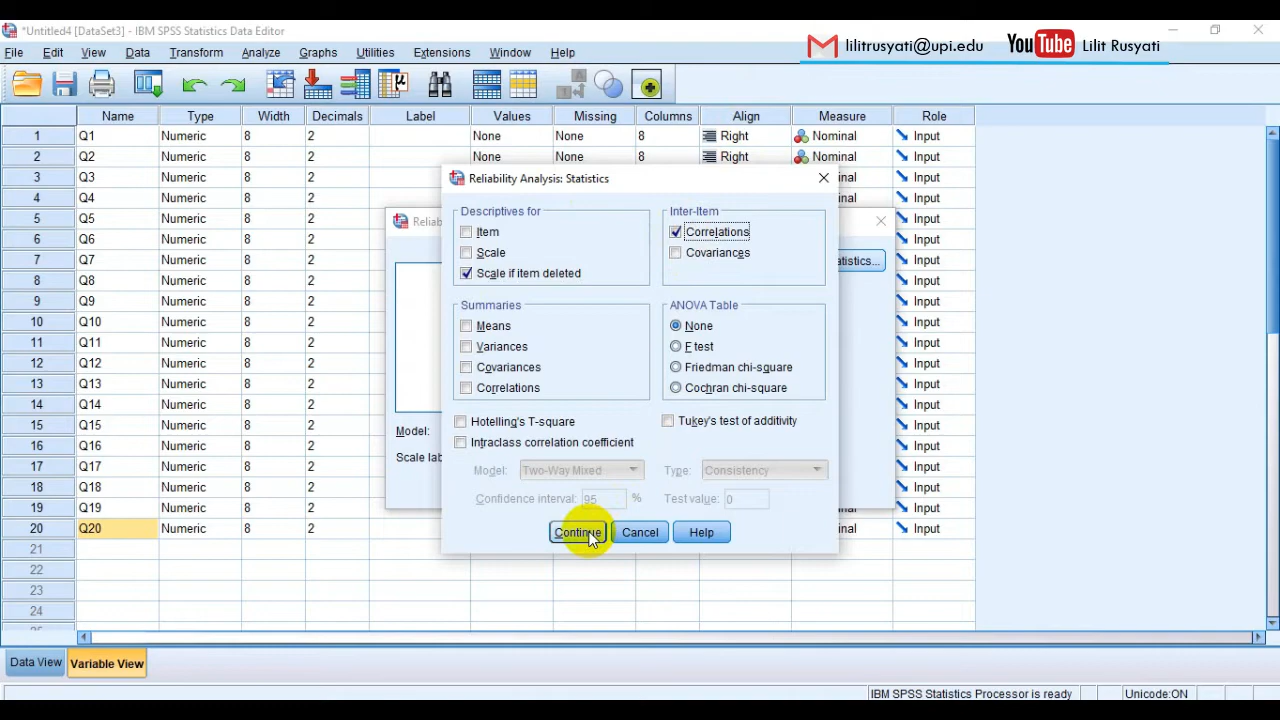 *Untitled4 [DataSet3] - IBM SPSS Statistics Data Editor
File Edit View Data Transform Analyze Graphs Utilities Extensions Window Help
lilitrusyati@upi.edu YouTube Lilit Rusyati
Name Type Width Decimals Label Values Missing Columns Align Measure Role
1 Q1 Numeric 8 2 None None 8 Right Nominal Input
2 Q2 Numeric 8 2 None None 8 Right Nominal Input
3 Q3 Numeric 8 2 inal Input
4 Q4 Numeric 8 2 inal Input
5 Q5 Numeric 8 2 Input
6 Q6 Numeric 8 2 Input
7 Q7 Numeric 8 2 Input
8 Q8 Numeric 8 2 Input
9 Q9 Numeric 8 2 Input
10 Q10 Numeric 8 2 Input
11 Q11 Numeric 8 2 Input
12 Q12 Numeric 8 2 Input
13 Q13 Numeric 8 2 Input
14 Q14 Numeric 8 2 Input
15 Q15 Numeric 8 2 Input
16 Q16 Numeric 8 2 Input
17 Q17 Numeric 8 2 Input
18 Q18 Numeric 8 2 Input
19 Q19 Numeric 8 2 Input
20 Q20 Numeric 8 2 inal Input
21
22
23
24
Reliab
atistics...
Model:
Scale lab
Reliability Analysis: Statistics
Descriptives for
Item
Scale
Scale if item deleted
Inter-Item
Correlations
Covariances
Summaries
Means
Variances
Covariances
Correlations
ANOVA Table
None
F test
Friedman chi-square
Cochran chi-square
Hotelling's T-square
Tukey's test of additivity
Intraclass correlation coefficient
Model: Two-Way Mixed Type: Consistency
Confidence interval: 95 % Test value: 0
Continue Cancel Help
Data View Variable View
IBM SPSS Statistics Processor is ready Unicode:ON